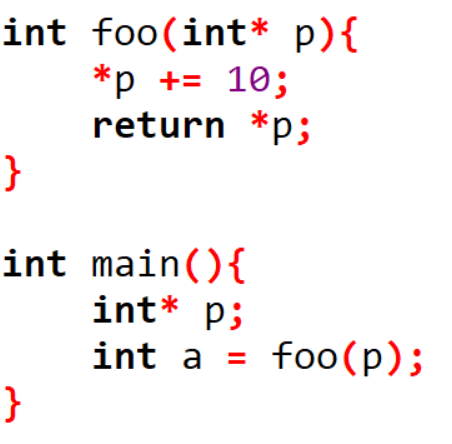 int foo(int* p){
    *p += 10;
    return *p;
}

int main(){
    int* p;
    int a = foo(p);
}